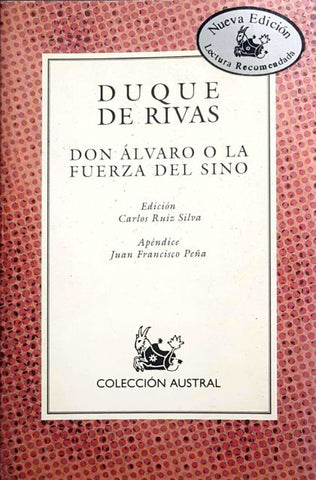 Nueva Edición
Lectura Recomendada
DUQUE
DE RIVAS
DON ÁLVARO O LA
FUERZA DEL SINO
Edición
Carlos Ruiz Silva
Apéndice
Juan Francisco Peña
COLECCIÓN AUSTRAL